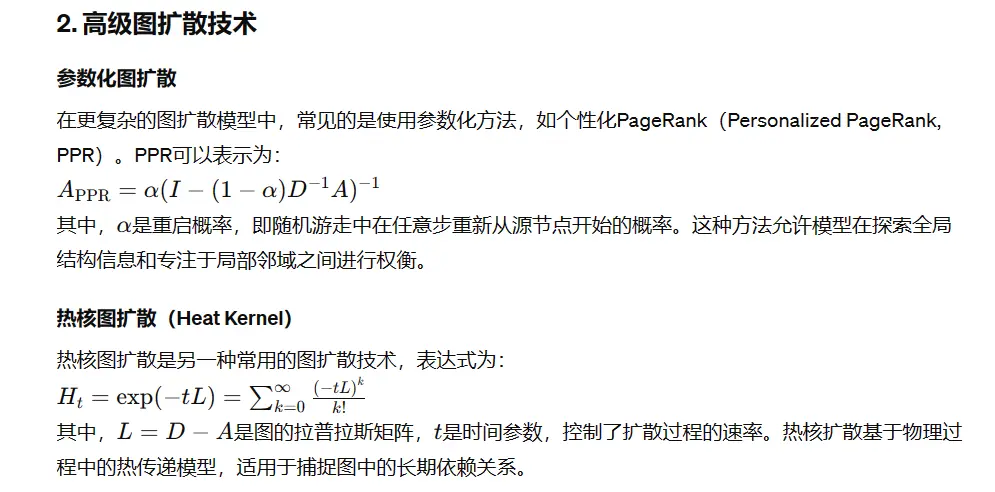 2. 高级图扩散技术
参数化图扩散
在更复杂的图扩散模型中，常见的是使用参数化方法，如个性化PageRank（Personalized PageRank,
PPR）。PPR可以表示为：
A_PPR = α(I − (1 − α)D⁻¹A)⁻¹
其中，α是重启概率，即随机游走中在任意步重新从源节点开始的概率。这种方法允许模型在探索全局
结构信息和专注于局部邻域之间进行权衡。
热核图扩散（Heat Kernel）
热核图扩散是另一种常用的图扩散技术，表达式为：
H_t = exp(−tL) = ∑_{k=0}^{∞} (−tL)^k / k!
其中，L = D − A是图的拉普拉斯矩阵，t是时间参数，控制了扩散过程的速率。热核扩散基于物理过
程中的热传递模型，适用于捕捉图中的长期依赖关系。